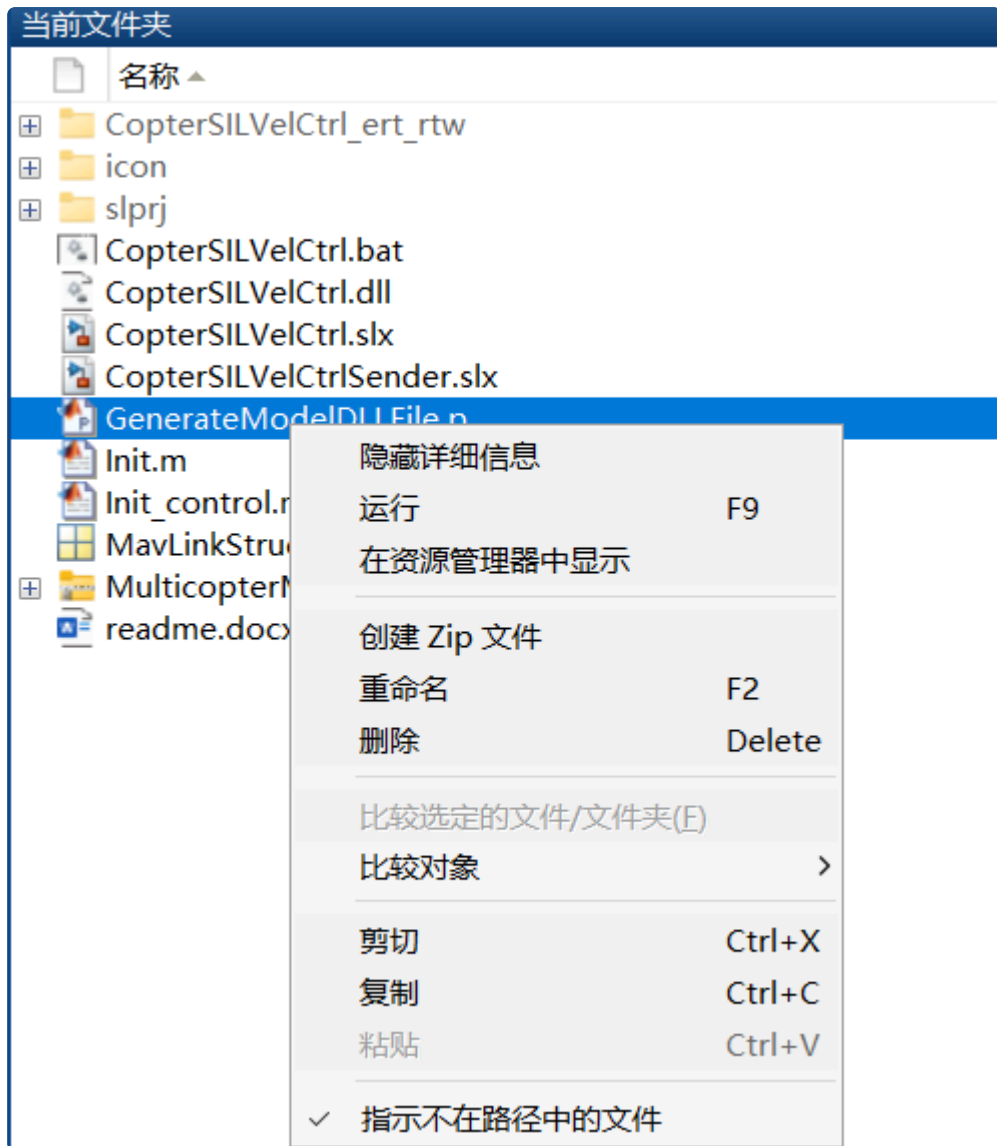 当前文件夹
名称
CopterSILVelCtrl_ert_rtw
icon
slprj
CopterSILVelCtrl.bat
CopterSILVelCtrl.dll
CopterSILVelCtrl.slx
CopterSILVelCtrlSender.slx
GenerateModelDLLFile.p
Init.m
Init_control.
MavLinkStru
Multicopter
readme.docx
隐藏详细信息
运行 F9
在资源管理器中显示
创建 Zip 文件
重命名 F2
删除 Delete
比较选定的文件/文件夹(F)
比较对象
剪切 Ctrl+X
复制 Ctrl+C
粘贴 Ctrl+V
指示不在路径中的文件